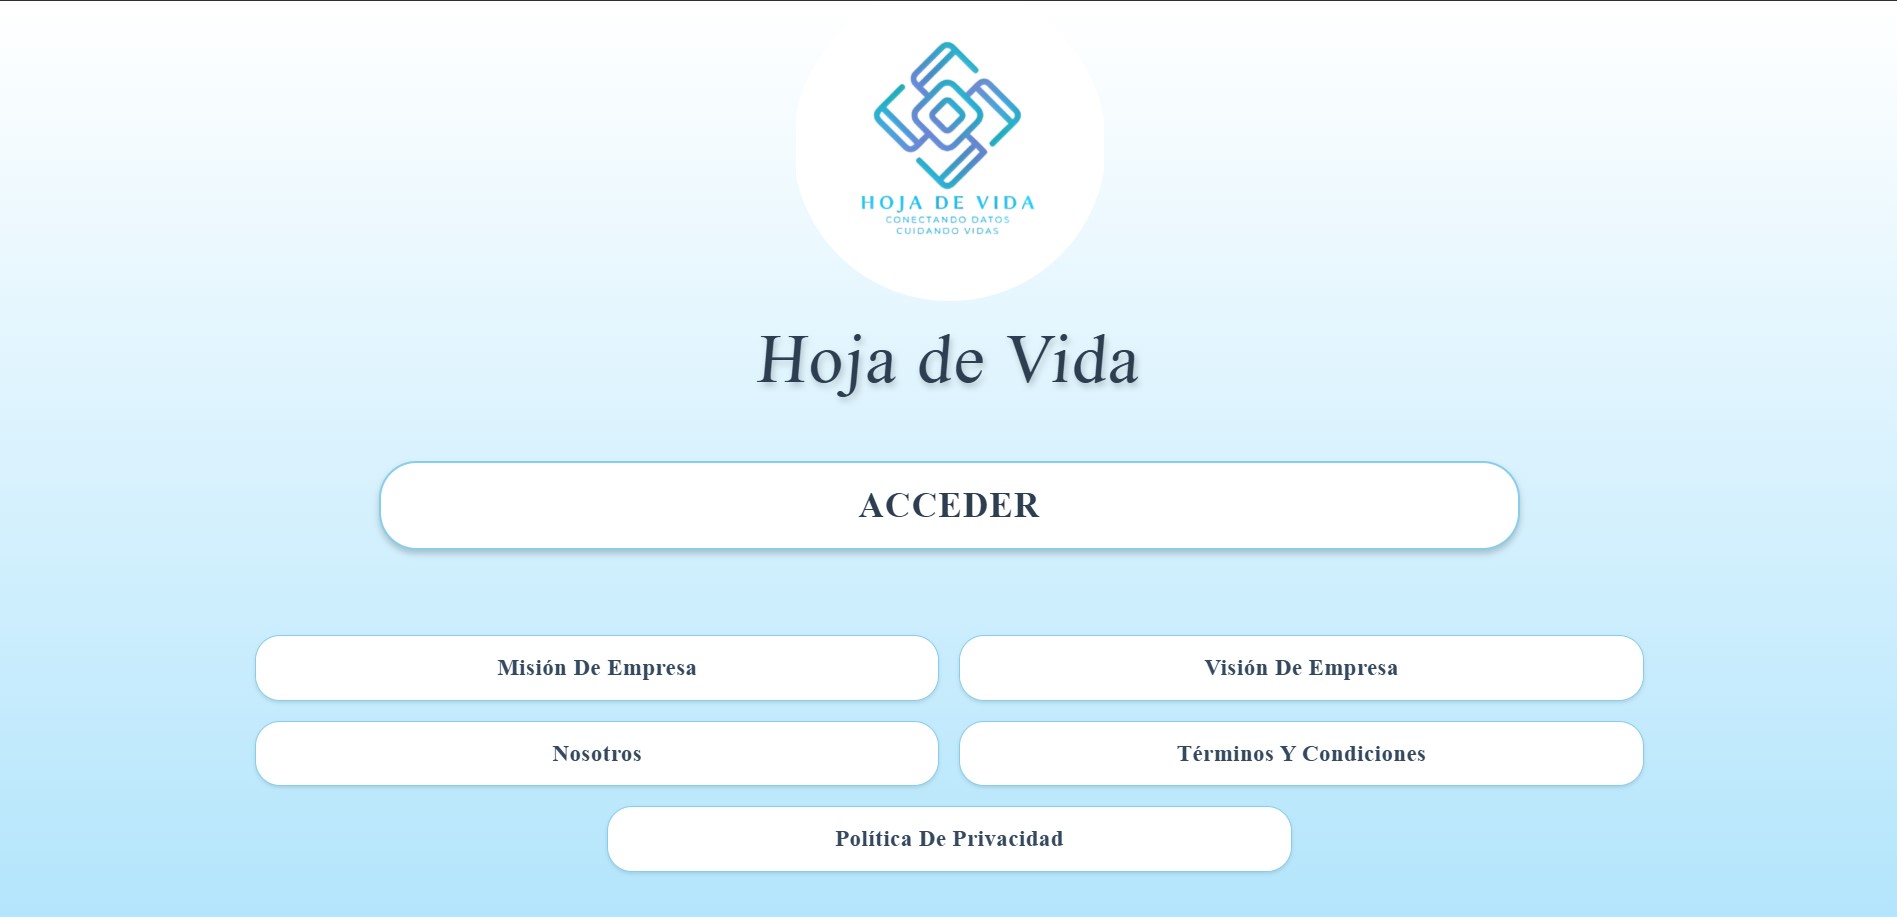 HOJA DE VIDA
CONECTANDO DATOS
CUIDANDO VIDAS
Hoja de Vida
ACCEDER
Misión De Empresa
Visión De Empresa
Nosotros
Términos Y Condiciones
Política De Privacidad